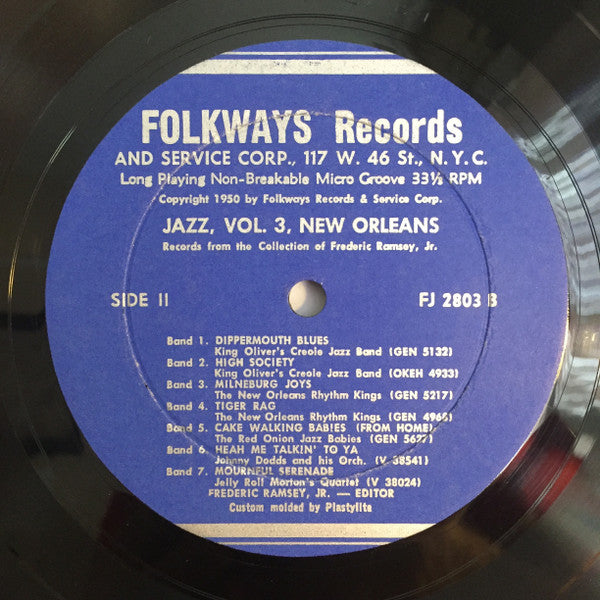 FOLKWAYS Records
AND SERVICE CORP., 117 W. 46 St., N.Y.C.
Long Playing Non-Breakable Micro Groove 33⅓ RPM
Copyright 1950 by Folkways Records & Service Corp.
JAZZ, VOL. 3, NEW ORLEANS
Records from the Collection of Frederic Ramsey, Jr.
SIDE II FJ 2803 B
Band 1. DIPPERMOUTH BLUES
King Oliver's Creole Jazz Band (GEN 5132)
Band 2. HIGH SOCIETY
King Oliver's Creole Jazz Band (OKEH 4933)
Band 3. MILNEBURG JOYS
The New Orleans Rhythm Kings (GEN 5217)
Band 4. TIGER RAG
The New Orleans Rhythm Kings (GEN 4968)
Band 5. CAKE WALKING BABIES (FROM HOME)
The Red Onion Jazz Babies (GEN 5627)
Band 6. HEAH ME TALKIN' TO YA
Johnny Dodds and his Orch. (V 38541)
Band 7. MOURNFUL SERENADE
Jelly Roll Morton's Quartet (V 38024)
FREDERIC RAMSEY, JR. — EDITOR
Custom molded by Plastylite